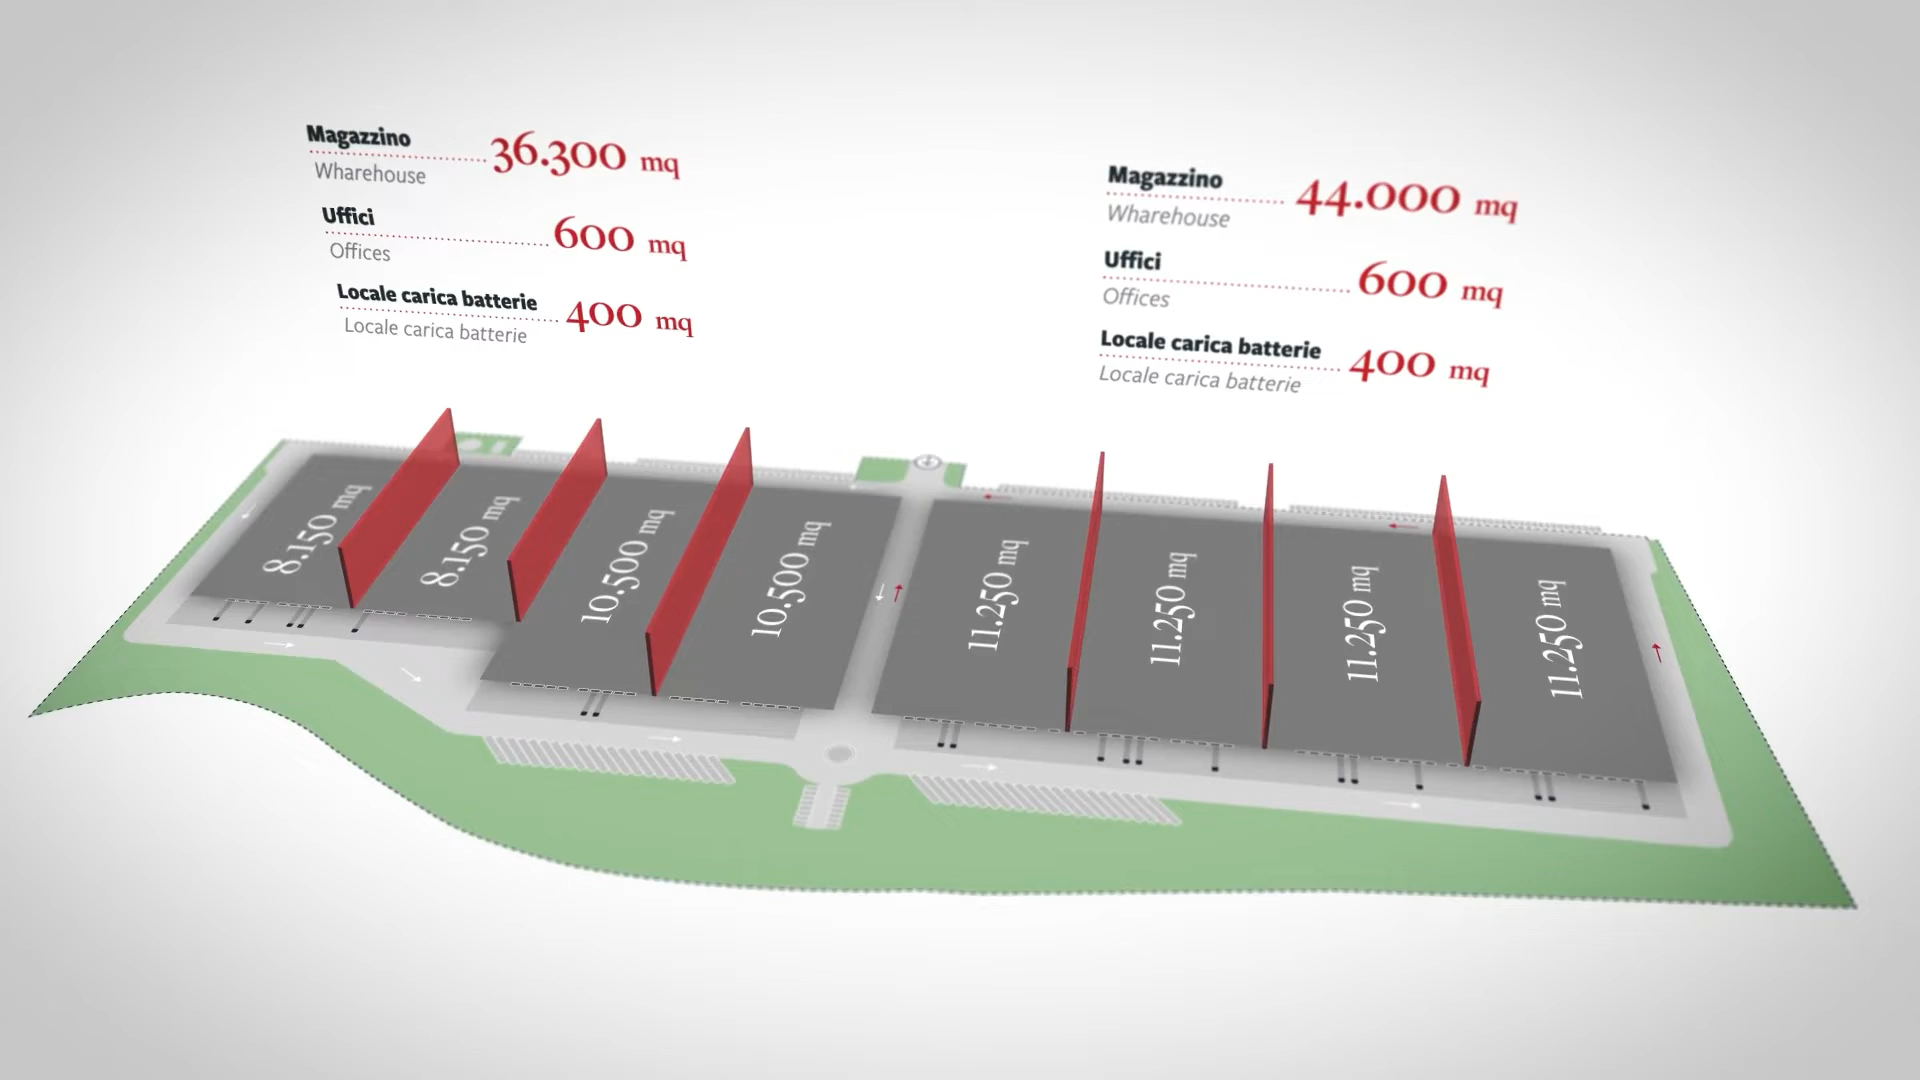 Magazzino
36.300 mq
Wharehouse
Uffici
600 mq
Offices
Locale carica batterie
400 mq
Locale carica batterie
Magazzino
44.000 mq
Wharehouse
Uffici
600 mq
Offices
Locale carica batterie
400 mq
Locale carica batterie
8.150 mq
8.150 mq
10.500 mq
10.500 mq
11.250 mq
11.250 mq
11.250 mq
11.250 mq